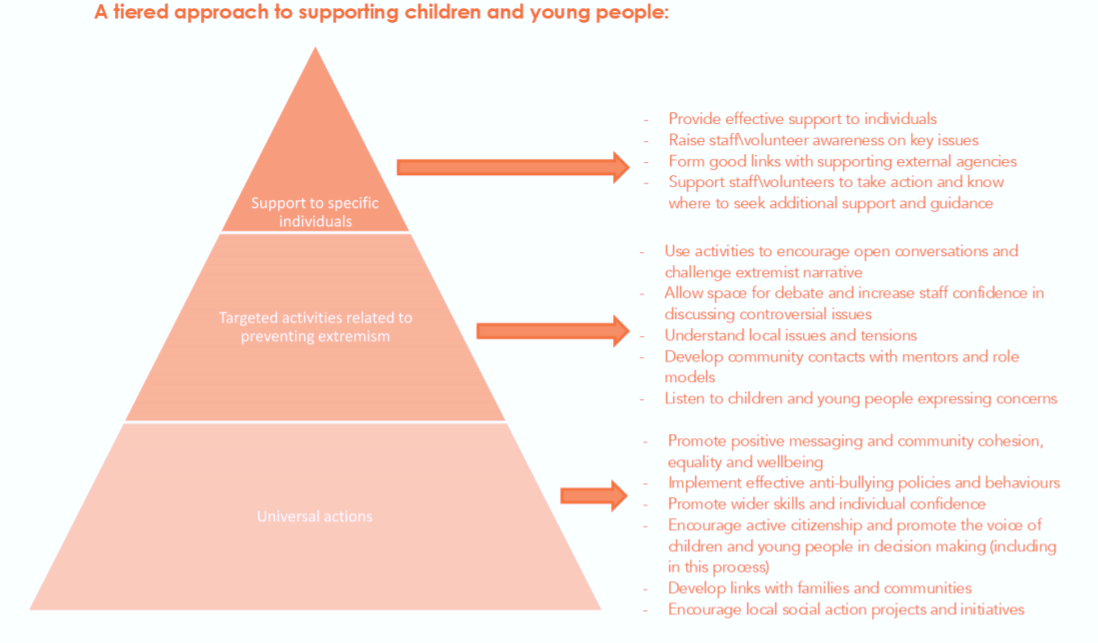 A tiered approach to supporting children and young people:
Support to specific
individuals
- Provide effective support to individuals
- Raise staff\volunteer awareness on key issues
- Form good links with supporting external agencies
- Support staff\volunteers to take action and know
where to seek additional support and guidance
Targeted activities related to
preventing extremism
- Use activities to encourage open conversations and
challenge extremist narrative
- Allow space for debate and increase staff confidence in
discussing controversial issues
- Understand local issues and tensions
- Develop community contacts with mentors and role
models
- Listen to children and young people expressing concerns
Universal actions
- Promote positive messaging and community cohesion,
equality and wellbeing
- Implement effective anti-bullying policies and behaviours
- Promote wider skills and individual confidence
- Encourage active citizenship and promote the voice of
children and young people in decision making (including
in this process)
- Develop links with families and communities
- Encourage local social action projects and initiatives